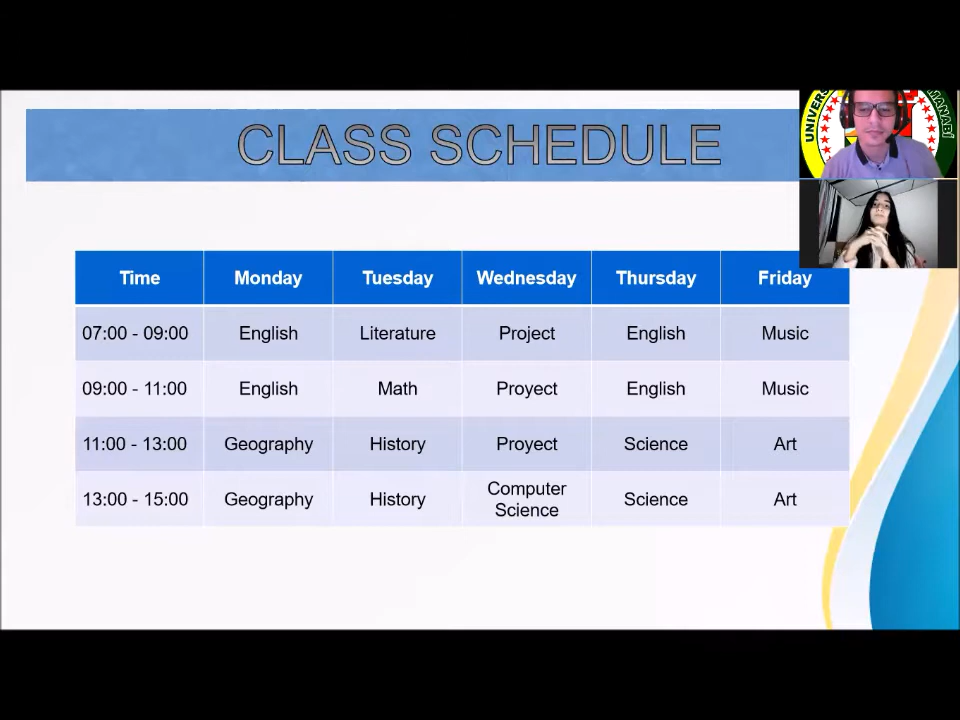 CLASS SCHEDULE
UNIVERS
MANABÍ
Time Monday Tuesday Wednesday Thursday Friday
07:00 - 09:00 English Literature Project English Music
09:00 - 11:00 English Math Proyect English Music
11:00 - 13:00 Geography History Proyect Science Art
13:00 - 15:00 Geography History Computer Science Science Art